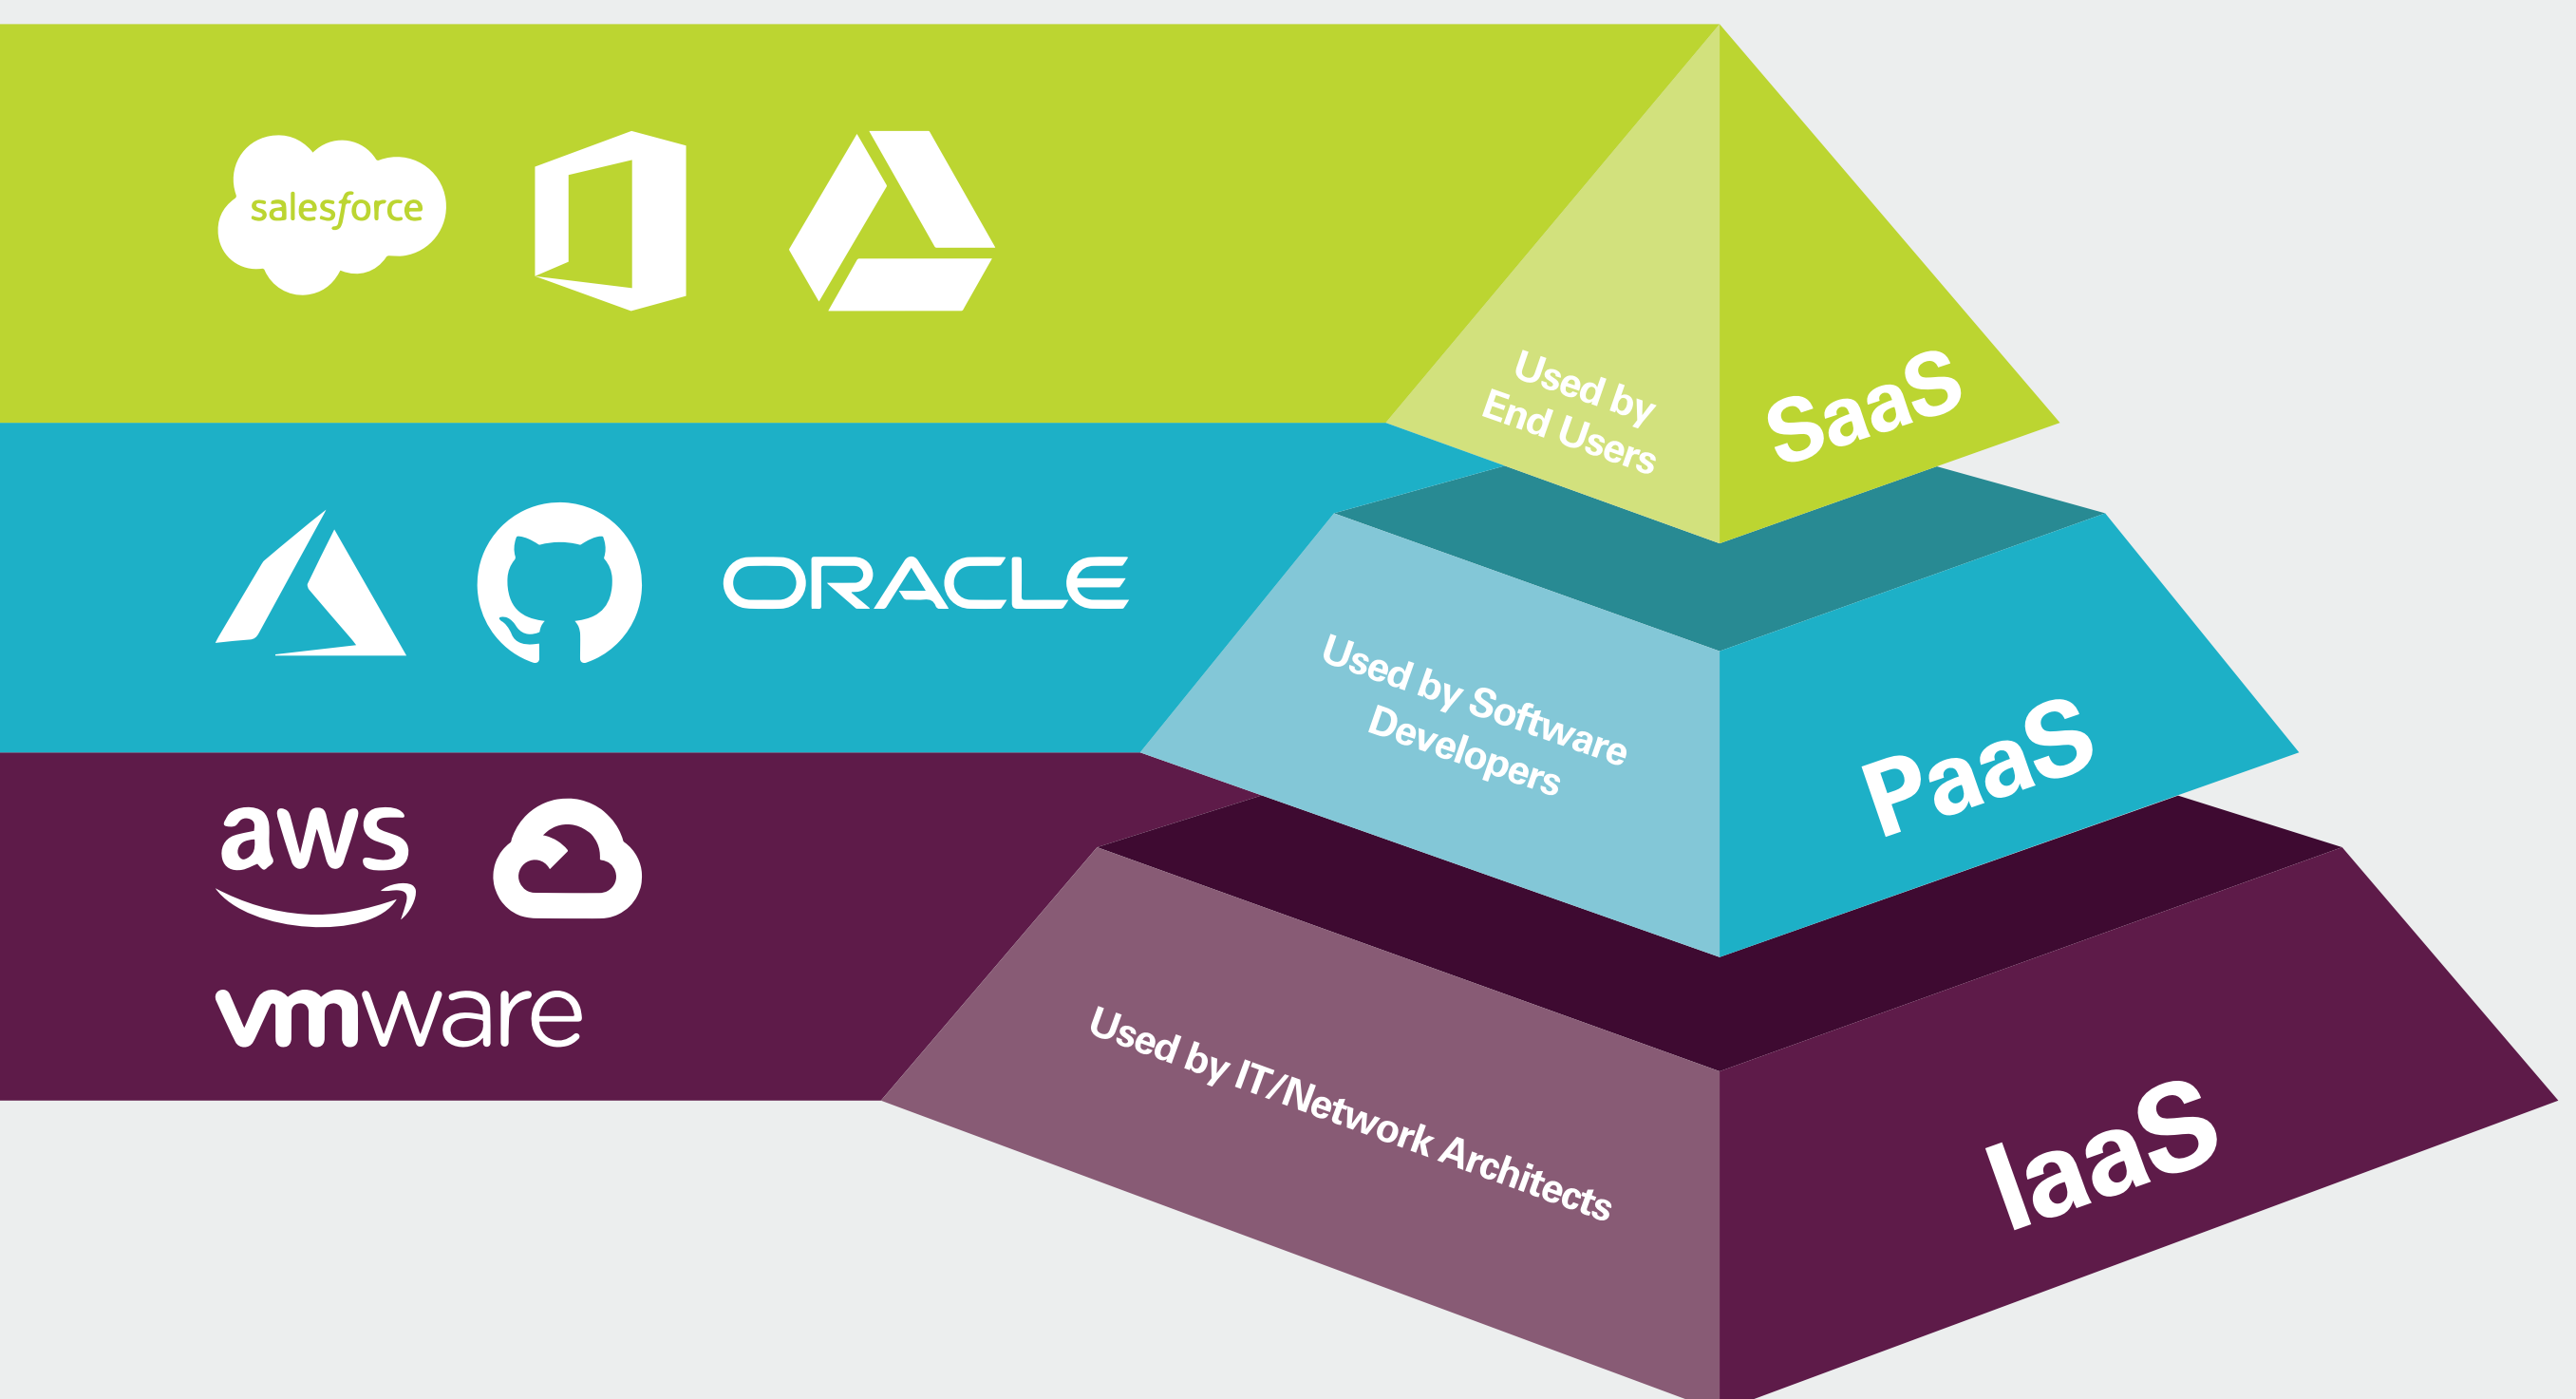 salesforce
Used by
End Users
SaaS
ORACLE
Used by Software
Developers
PaaS
aws
vmware
Used by IT/Network Architects
IaaS